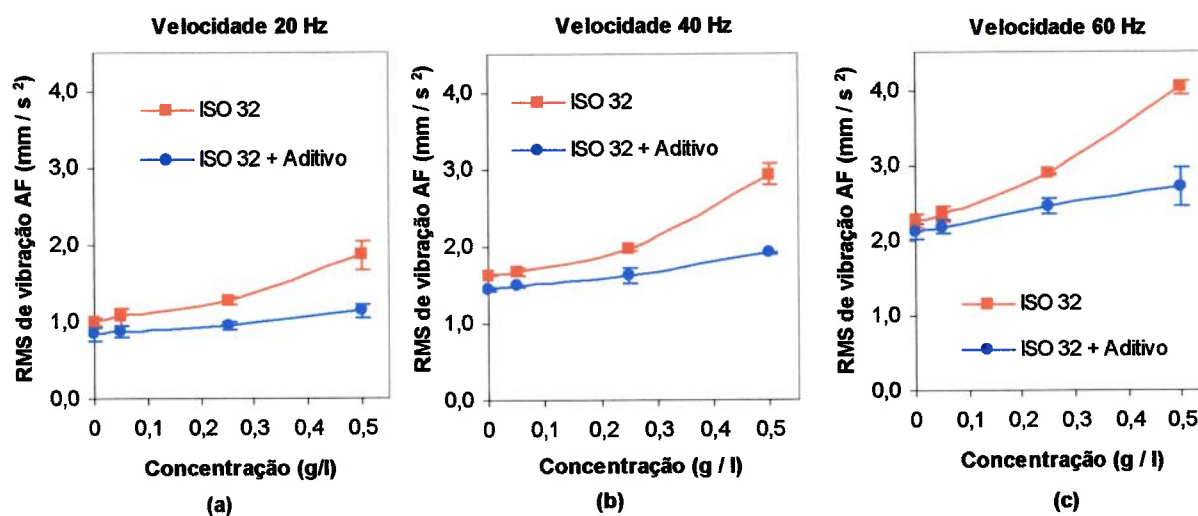 Velocidade 20 Hz
RMS de vibração AF (mm / s ²)
4,0
3,0
2,0
1,0
0,0
ISO 32
ISO 32 + Aditivo
0 0,1 0,2 0,3 0,4 0,5
Concentração (g/l)
(a)
Velocidade 40 Hz
RMS de vibração AF (mm / s ²)
4,0
3,0
2,0
1,0
0,0
ISO 32
ISO 32 + Aditivo
0 0,1 0,2 0,3 0,4 0,5
Concentração (g / l)
(b)
Velocidade 60 Hz
RMS de vibração AF (mm / s ²)
4,0
3,0
2,0
1,0
0,0
ISO 32
ISO 32 + Aditivo
0 0,1 0,2 0,3 0,4 0,5
Concentração (g / l)
(c)